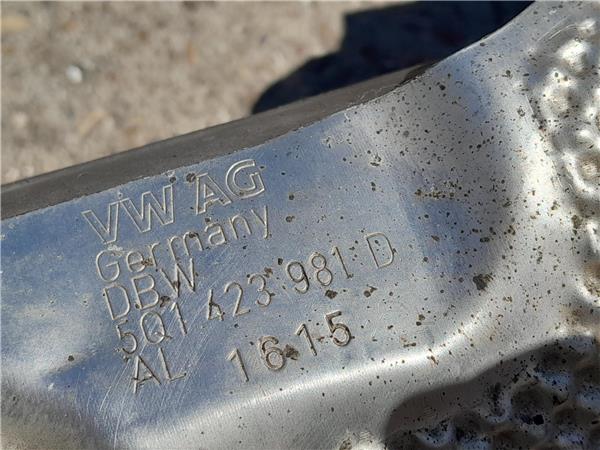 VW AG
Germany
DBW
5Q1 423 981 D
AL 1615